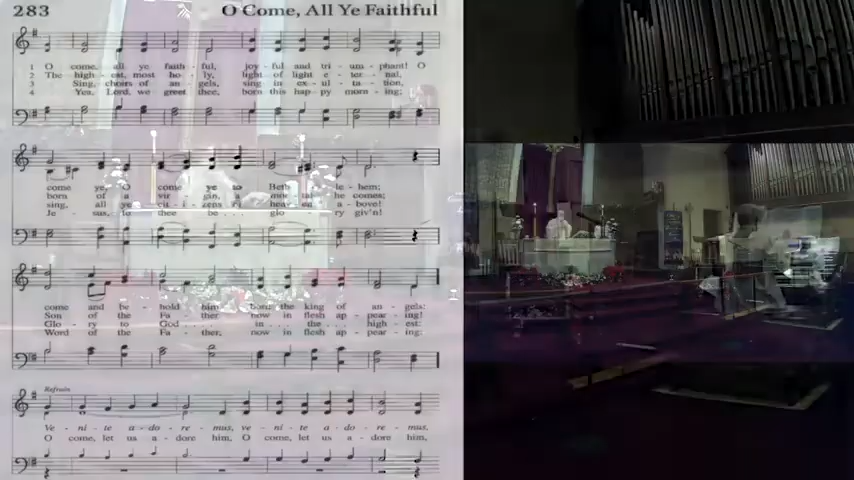 283 O Come, All Ye Faithful
1 O come, all ye faith - ful, joy - ful and tri - um - phant! O
2 The high - est, most ho - ly, light of light e - ter - nal,
3 Sing, choirs of an - gels, sing in ex - ul - ta - tion,
4 Yea, Lord, we greet thee, born this hap - py morn - ing;
come ye, O come ye to Beth - le - hem;
born of a vir - gin, mor - tal he comes;
sing, all ye cit - i - zens of heav - en a - bove!
Je - sus, to thee be . . . glo - ry giv'n!
come and be - hold him, born the king of an - gels:
Son of the Fa - ther now in flesh ap - pear - ing!
Glo - ry to God . . . in . . . the . . . high - est:
Word of the Fa - ther, now in flesh ap - pear - ing:
Refrain
Ve - ni - te a - do - re - mus, ve - ni - te a - do - re - mus,
O come, let us a - dore him, O come, let us a - dore him,